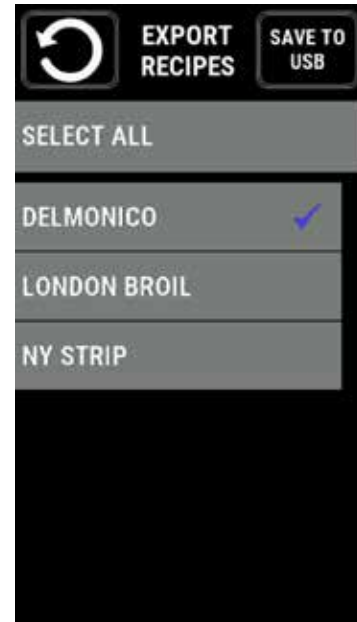 EXPORT
RECIPES
SAVE TO
USB
SELECT ALL
DELMONICO
LONDON BROIL
NY STRIP